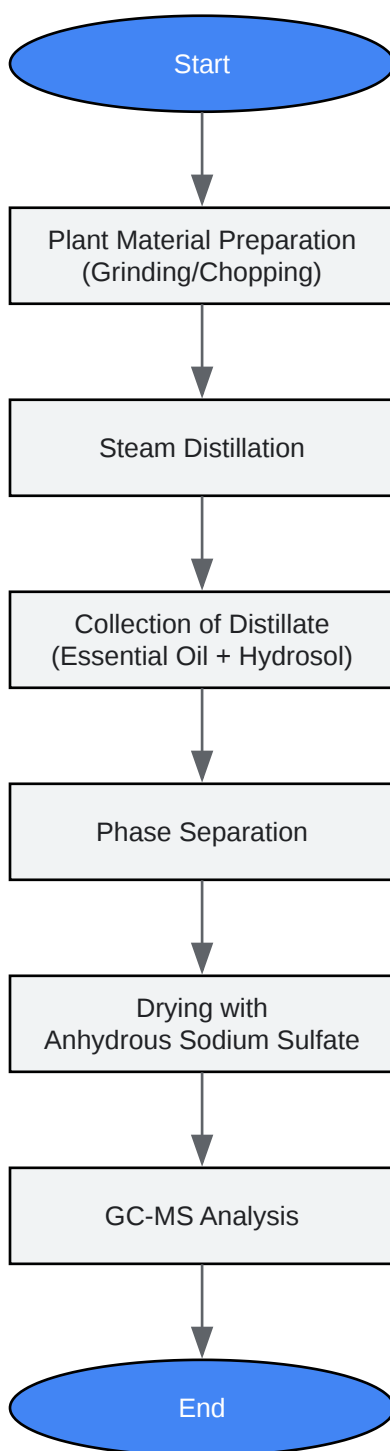 Start
Plant Material Preparation
(Grinding/Chopping)
Steam Distillation
Collection of Distillate
(Essential Oil + Hydrosol)
Phase Separation
Drying with
Anhydrous Sodium Sulfate
GC-MS Analysis
End